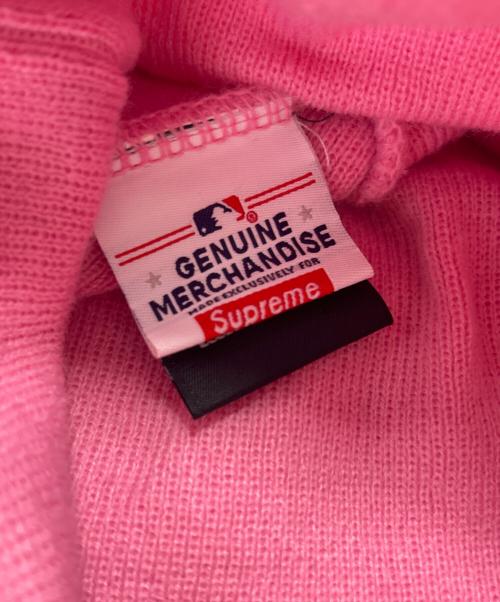 ®
GENUINE
MERCHANDISE
MADE EXCLUSIVELY FOR
Supreme